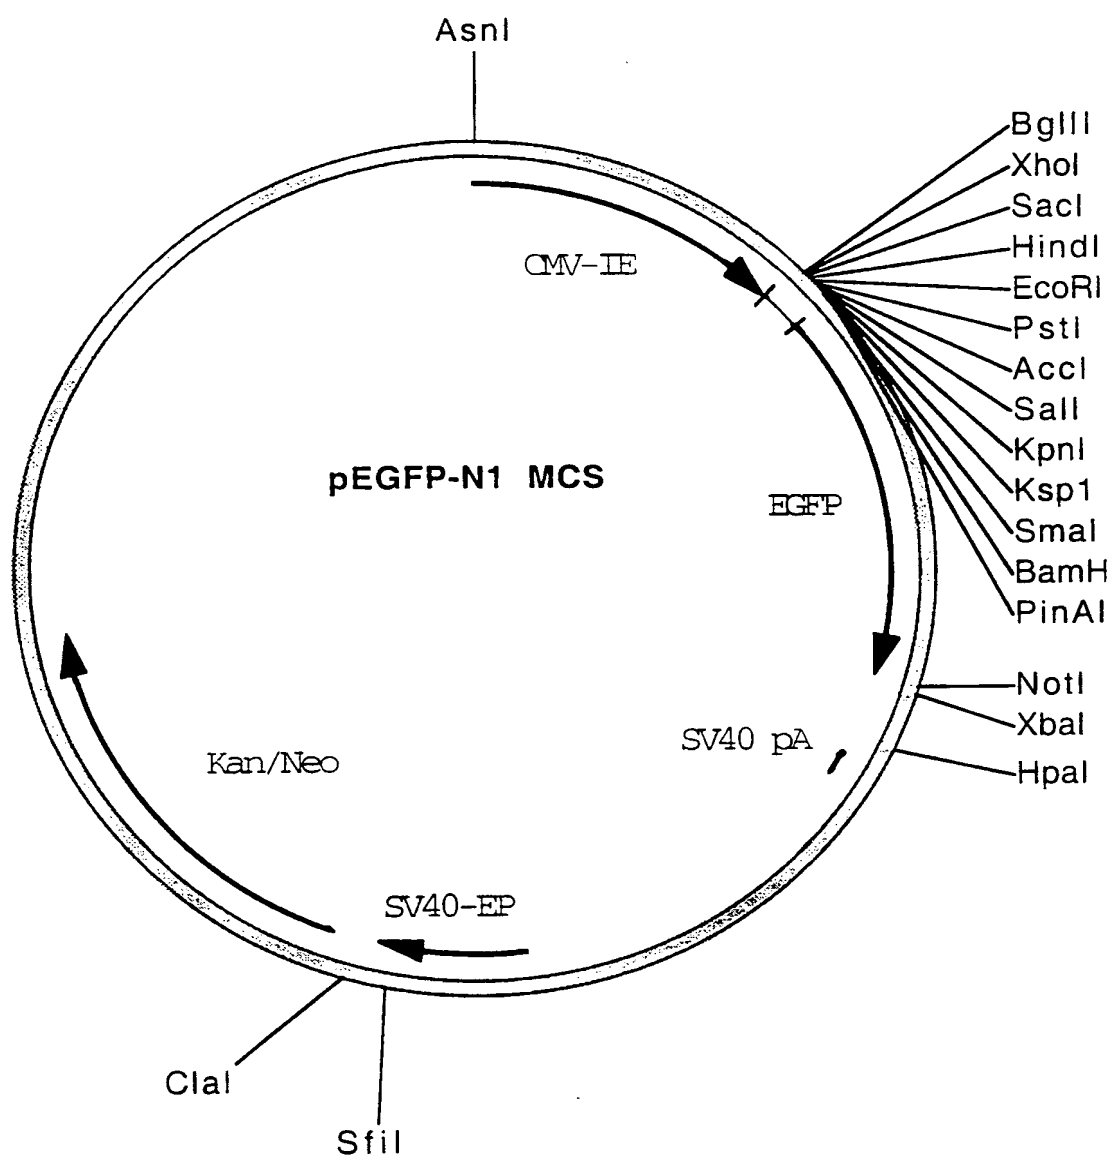 AsnI
BglII
XhoI
SacI
HindI
EcoRI
PstI
AccI
SalI
KpnI
Ksp1
SmaI
BamH
PinAI
NotI
XbaI
HpaI
CMV-IE
pEGFP-N1 MCS
EGFP
SV40 pA
Kan/Neo
SV40-EP
ClaI
SfiI